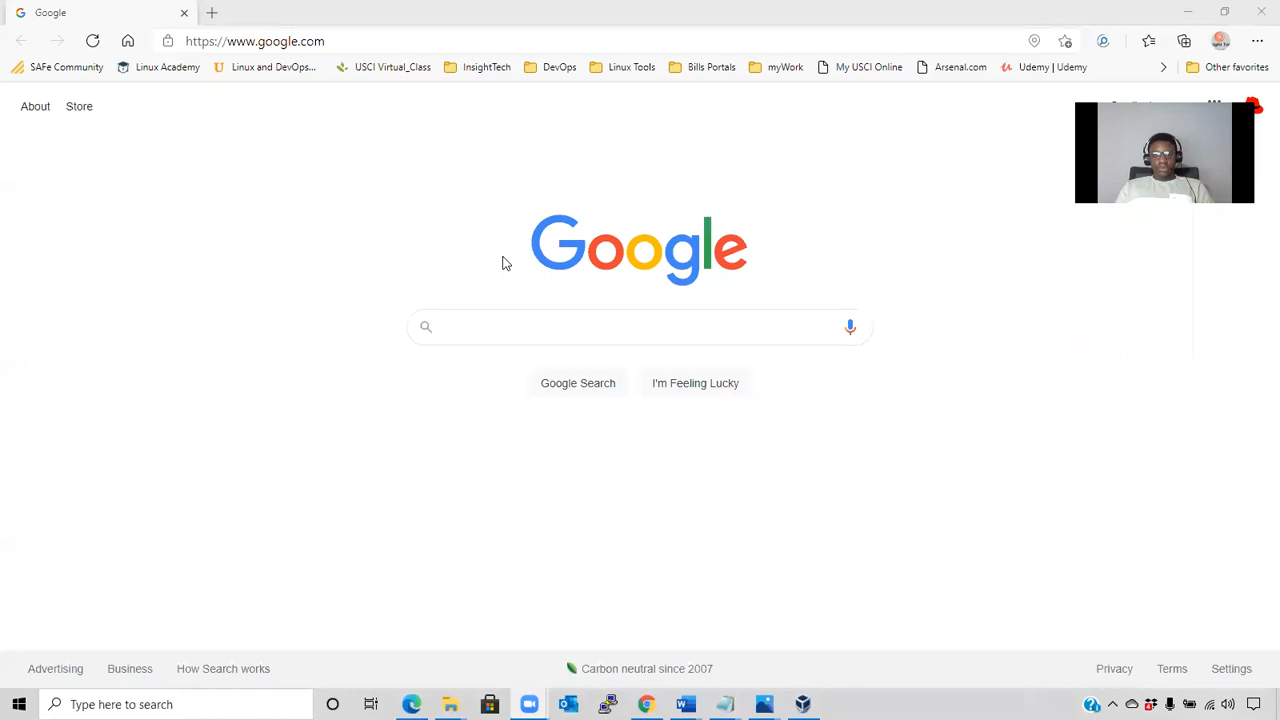 Google
https://www.google.com
SAFe Community
Linux Academy
Linux and DevOps...
USCI Virtual_Class
InsightTech
DevOps
Linux Tools
Bills Portals
myWork
My USCI Online
Arsenal.com
Udemy | Udemy
Other favorites
About
Store
Google
Google Search
I'm Feeling Lucky
Advertising
Business
How Search works
Carbon neutral since 2007
Privacy
Terms
Settings
Type here to search